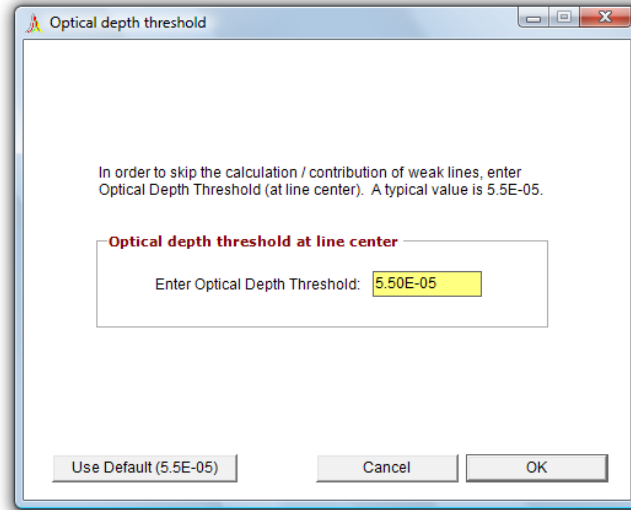 Optical depth threshold
In order to skip the calculation / contribution of weak lines, enter
Optical Depth Threshold (at line center).  A typical value is 5.5E-05.
Optical depth threshold at line center
Enter Optical Depth Threshold: 5.50E-05
Use Default (5.5E-05) Cancel OK